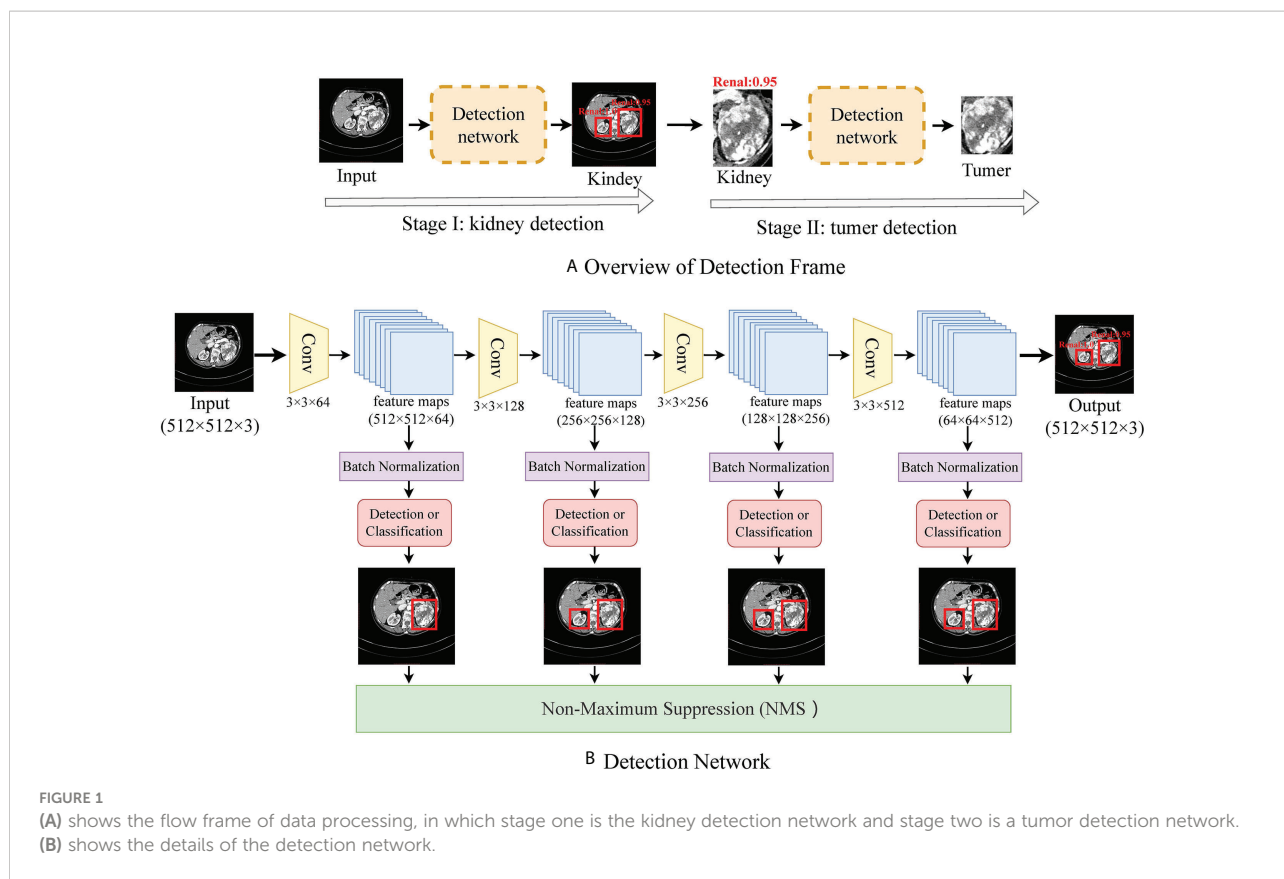 Renal:0.95
Renal:0.95
Detection
network
Detection
network
Input
Kindey
Kidney
Tumer
Stage I: kidney detection
Stage II: tumer detection
A Overview of Detection Frame
Conv
Conv
Conv
Conv
Renal:0.95
Input
(512×512×3)
3×3×64
feature maps
(512×512×64)
3×3×128
feature maps
(256×256×128)
3×3×256
feature maps
(128×128×256)
3×3×512
feature maps
(64×64×512)
Output
(512×512×3)
Batch Normalization
Batch Normalization
Batch Normalization
Batch Normalization
Detection or
Classification
Detection or
Classification
Detection or
Classification
Detection or
Classification
Non-Maximum Suppression (NMS )
B Detection Network
FIGURE 1
(A) shows the flow frame of data processing, in which stage one is the kidney detection network and stage two is a tumor detection network.
(B) shows the details of the detection network.